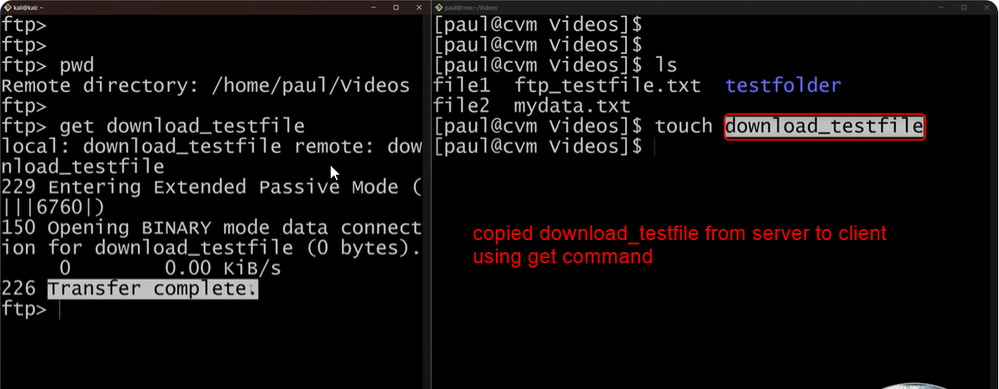 kali@kali: ~
ftp>
ftp>
ftp> pwd
Remote directory: /home/paul/Videos
ftp>
ftp> get download_testfile
local: download_testfile remote: dow
nload_testfile
229 Entering Extended Passive Mode (
|||6760|)
150 Opening BINARY mode data connect
ion for download_testfile (0 bytes).
0 0.00 KiB/s
226 Transfer complete.
ftp>
paul@cvm:~/Videos
[paul@cvm Videos]$
[paul@cvm Videos]$
[paul@cvm Videos]$ ls
file1 ftp_testfile.txt testfolder
file2 mydata.txt
[paul@cvm Videos]$ touch download_testfile
[paul@cvm Videos]$
copied download_testfile from server to client
using get command